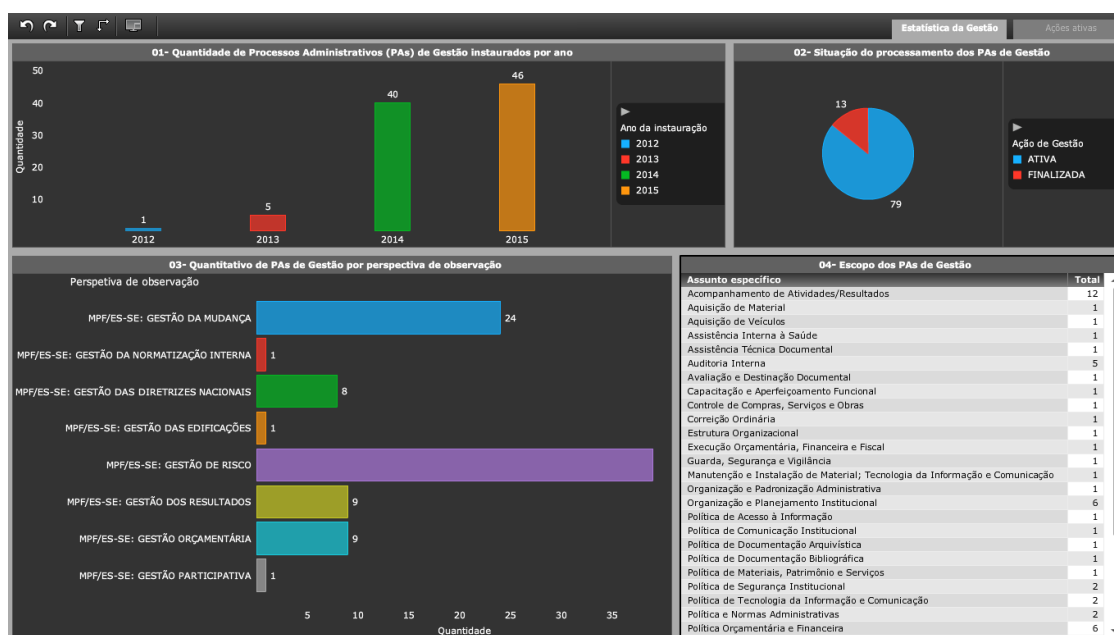 Estatística da Gestão
Ações ativas
01- Quantidade de Processos Administrativos (PAs) de Gestão instaurados por ano
Quantidade
50
40
30
20
10
1
5
40
46
2012
2013
2014
2015
Ano da instauração
2012
2013
2014
2015
02- Situação do processamento dos PAs de Gestão
13
79
Ação de Gestão
ATIVA
FINALIZADA
03- Quantitativo de PAs de Gestão por perspectiva de observação
Perspetiva de observação
MPF/ES-SE: GESTÃO DA MUDANÇA 24
MPF/ES-SE: GESTÃO DA NORMATIZAÇÃO INTERNA 1
MPF/ES-SE: GESTÃO DAS DIRETRIZES NACIONAIS 8
MPF/ES-SE: GESTÃO DAS EDIFICAÇÕES 1
MPF/ES-SE: GESTÃO DE RISCO
MPF/ES-SE: GESTÃO DOS RESULTADOS 9
MPF/ES-SE: GESTÃO ORÇAMENTÁRIA 9
MPF/ES-SE: GESTÃO PARTICIPATIVA 1
5 10 15 20 25 30 35
Quantidade
04- Escopo dos PAs de Gestão
Assunto específico Total
Acompanhamento de Atividades/Resultados 12
Aquisição de Material 1
Aquisição de Veículos 1
Assistência Interna à Saúde 1
Assistência Técnica Documental 1
Auditoria Interna 5
Avaliação e Destinação Documental 1
Capacitação e Aperfeiçoamento Funcional 1
Controle de Compras, Serviços e Obras 1
Correição Ordinária 1
Estrutura Organizacional 1
Execução Orçamentária, Financeira e Fiscal 1
Guarda, Segurança e Vigilância 1
Manutenção e Instalação de Material; Tecnologia da Informação e Comunicação 1
Organização e Padronização Administrativa 1
Organização e Planejamento Institucional 6
Política de Acesso à Informação 1
Política de Comunicação Institucional 1
Política de Documentação Arquivística 1
Política de Documentação Bibliográfica 1
Política de Materiais, Patrimônio e Serviços 1
Política de Segurança Institucional 2
Política de Tecnologia da Informação e Comunicação 2
Política e Normas Administrativas 2
Política Orçamentária e Financeira 6